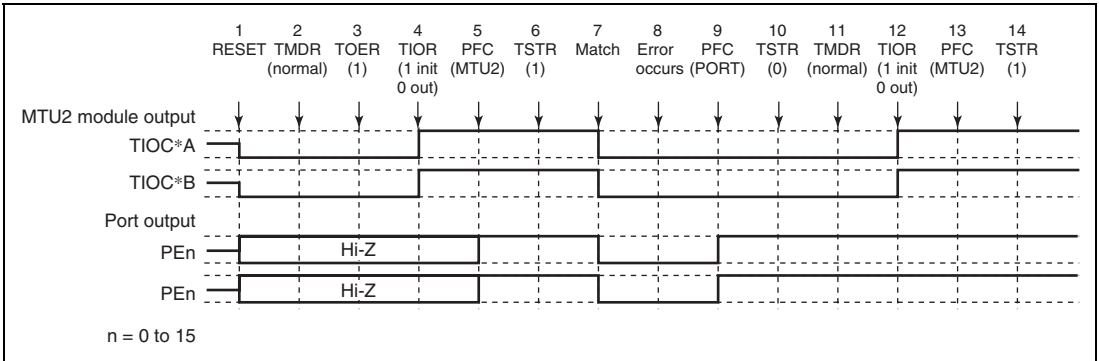 1 2 3 4 5 6 7 8 9 10 11 12 13 14
RESET TMDR TOER TIOR PFC TSTR Match Error PFC TSTR TMDR TIOR PFC TSTR
(normal) (1) (1 init (MTU2) (1) occurs (PORT) (0) (normal) (1 init (MTU2) (1)
0 out) 0 out)
MTU2 module output
TIOC*A
TIOC*B
Port output
PEn Hi-Z
PEn Hi-Z
n = 0 to 15